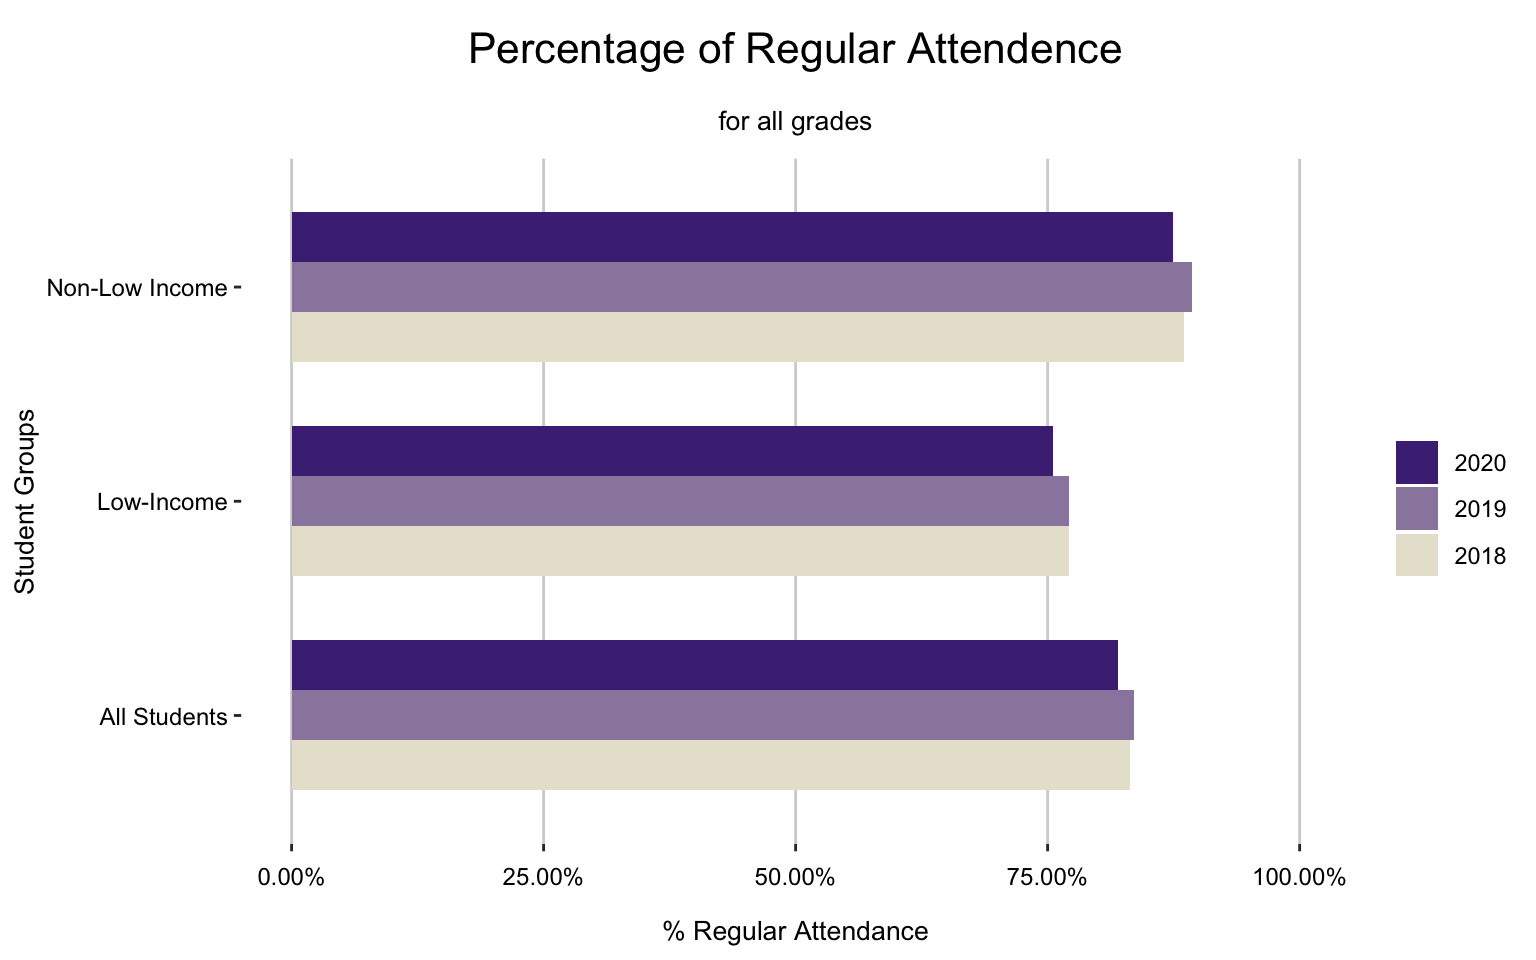 Percentage of Regular Attendence
for all grades
Student Groups
Non-Low Income
Low-Income
All Students
0.00% 25.00% 50.00% 75.00% 100.00%
% Regular Attendance
2020
2019
2018